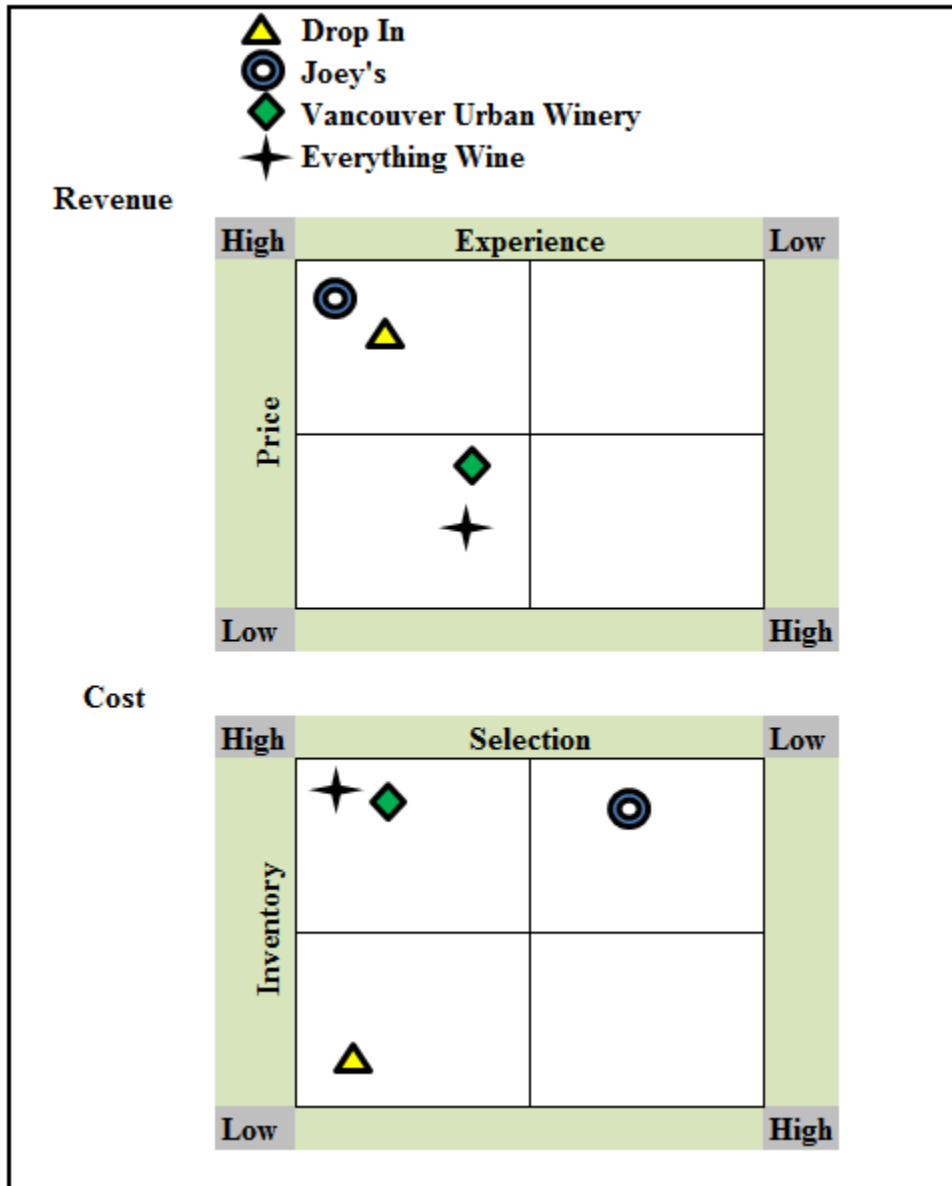 Drop In
Joey's
Vancouver Urban Winery
Everything Wine
Revenue
High Experience Low
Price
Low High
Cost
High Selection Low
Inventory
Low High